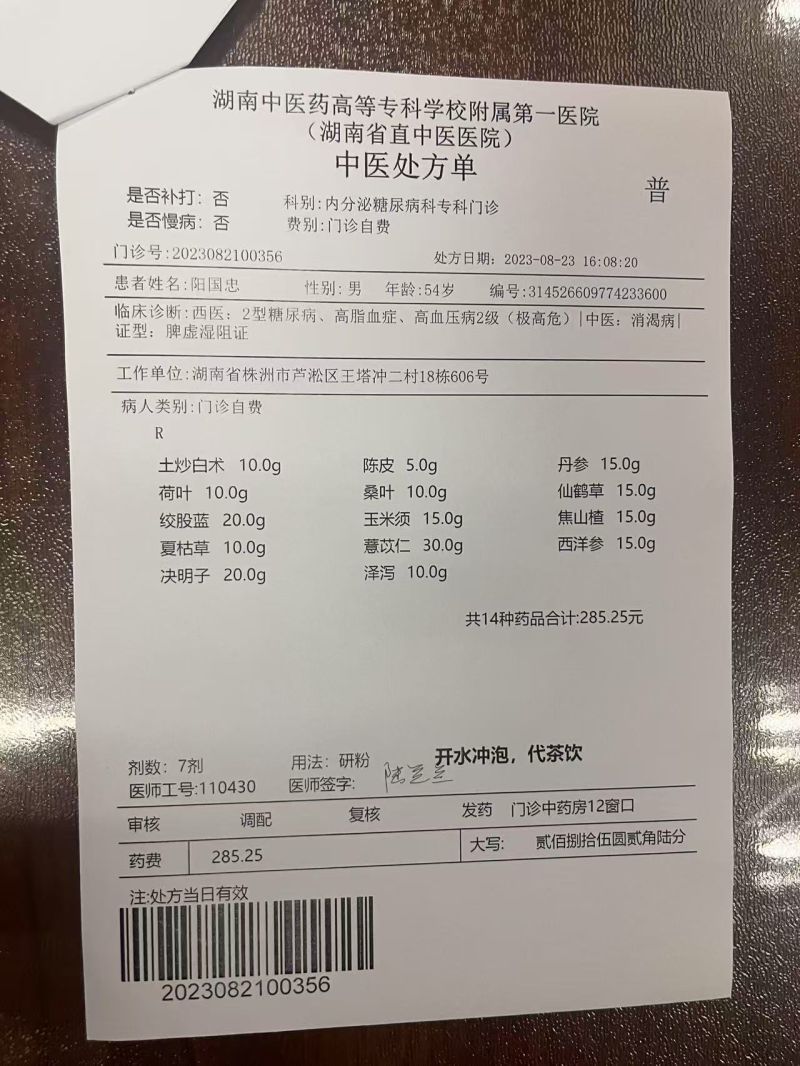 湖南中医药高等专科学校附属第一医院
（湖南省直中医医院）
中医处方单
普
是否补打：否 科别:内分泌糖尿病科专科门诊
是否慢病：否 费别:门诊自费
门诊号:2023082100356 处方日期：2023-08-23 16:08:20
患者姓名:阳国忠 性别:男 年龄:54岁 编号:314526609774233600
临床诊断:西医：2型糖尿病、高脂血症、高血压病2级（极高危）|中医：消渴病|
证型：脾虚湿阻证
工作单位:湖南省株洲市芦淞区王塔冲二村18栋606号
病人类别:门诊自费
R
土炒白术 10.0g 陈皮 5.0g 丹参 15.0g
荷叶 10.0g 桑叶 10.0g 仙鹤草 15.0g
绞股蓝 20.0g 玉米须 15.0g 焦山楂 15.0g
夏枯草 10.0g 薏苡仁 30.0g 西洋参 15.0g
决明子 20.0g 泽泻 10.0g
共14种药品合计:285.25元
剂数：7剂 用法：研粉 开水冲泡，代茶饮
医师工号:110430 医师签字:
审核 调配 复核 发药 门诊中药房12窗口
药费 285.25 大写: 贰佰捌拾伍圆贰角陆分
注:处方当日有效
2023082100356